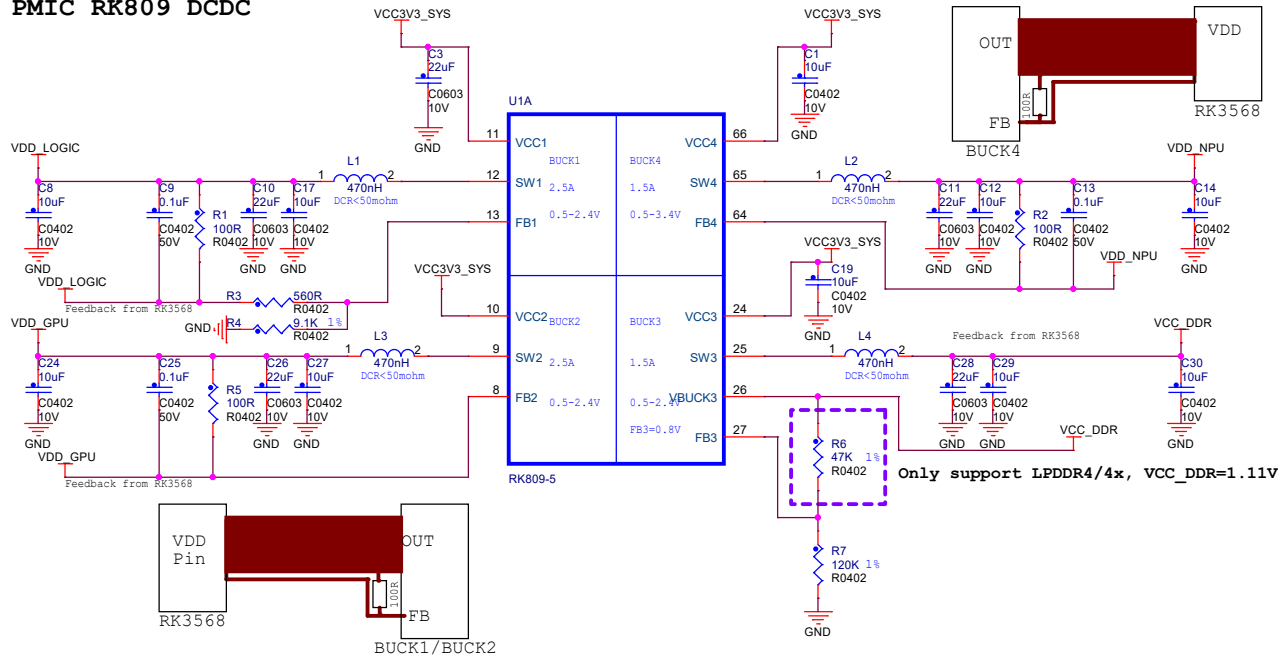 PMIC RK809 DCDC
VCC3V3_SYS
C3
22uF
C0603
10V
GND
VCC3V3_SYS
C1
10uF
C0402
10V
GND
OUT
VDD
100R
FB
RK3568
BUCK4
U1A
11
VCC1
BUCK1
2.5A
0.5-2.4V
12
SW1
13
FB1
66
VCC4
BUCK4
1.5A
0.5-3.4V
65
SW4
64
FB4
VDD_LOGIC
C8
10uF
C0402
10V
GND
C9
0.1uF
C0402
50V
R1
100R
R0402
C10
22uF
C0603
10V
GND
C17
10uF
C0402
10V
GND
L1
1
2
470nH
DCR<50mohm
VDD_LOGIC
Feedback from RK3568
R3
560R
R0402
GND
R4
9.1K 1%
R0402
L2
1
2
470nH
DCR<50mohm
VDD_NPU
C11
22uF
C0603
10V
GND
C12
10uF
C0402
10V
GND
R2
100R
R0402
C13
0.1uF
C0402
50V
C14
10uF
C0402
10V
GND
VDD_NPU
Feedback from RK3568
VCC3V3_SYS
10
VCC2
BUCK2
2.5A
0.5-2.4V
9
SW2
8
FB2
VCC3V3_SYS
C19
10uF
C0402
10V
GND
24
VCC3
BUCK3
1.5A
0.5-2.4V
FB3=0.8V
25
SW3
26
VBUCK3
27
FB3
RK809-5
VDD_GPU
C24
10uF
C0402
10V
GND
C25
0.1uF
C0402
50V
R5
100R
R0402
C26
22uF
C0603
10V
GND
C27
10uF
C0402
10V
GND
L3
1
2
470nH
DCR<50mohm
VDD_GPU
Feedback from RK3568
L4
1
2
470nH
DCR<50mohm
VCC_DDR
C28
22uF
C0603
10V
GND
C29
10uF
C0402
10V
GND
C30
10uF
C0402
10V
GND
VCC_DDR
R6
47K 1%
R0402
Only support LPDDR4/4x, VCC_DDR=1.11V
R7
120K 1%
R0402
GND
VDD
Pin
OUT
100R
FB
RK3568
BUCK1/BUCK2